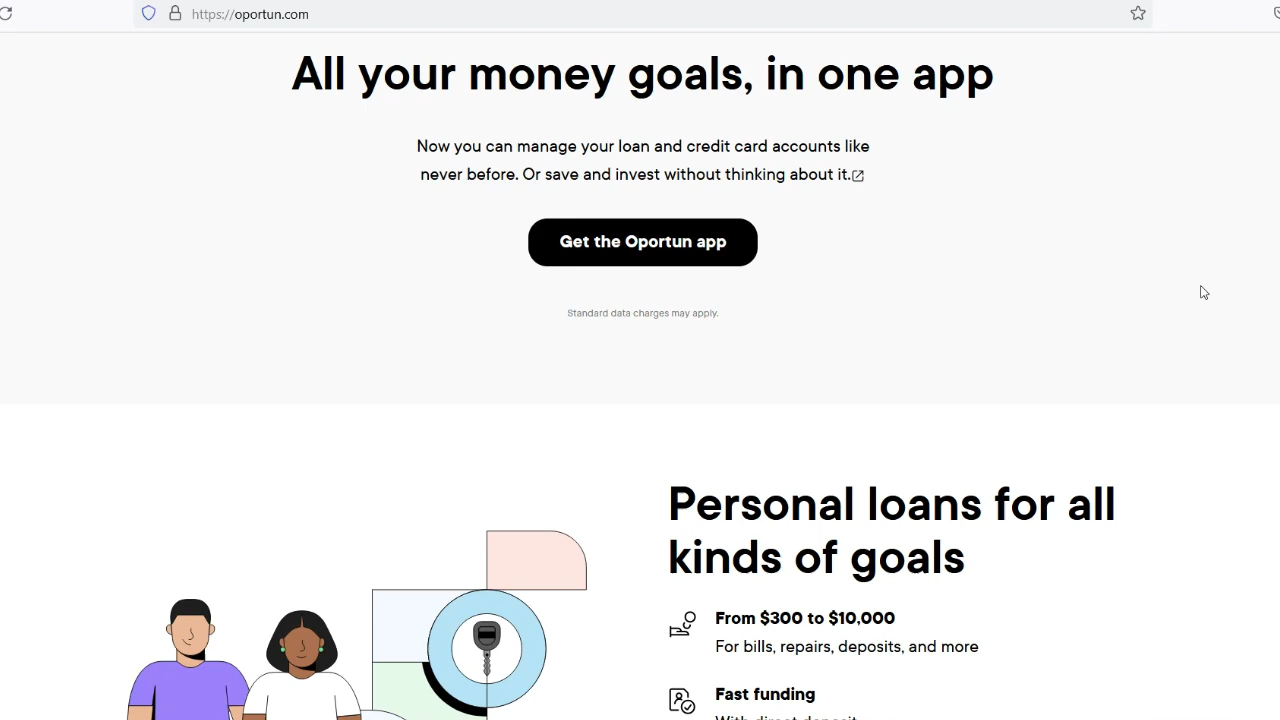 https://oportun.com
All your money goals, in one app
Now you can manage your loan and credit card accounts like
never before. Or save and invest without thinking about it.
Get the Oportun app
Standard data charges may apply.
Personal loans for all
kinds of goals
From $300 to $10,000
For bills, repairs, deposits, and more
Fast funding
With direct deposit